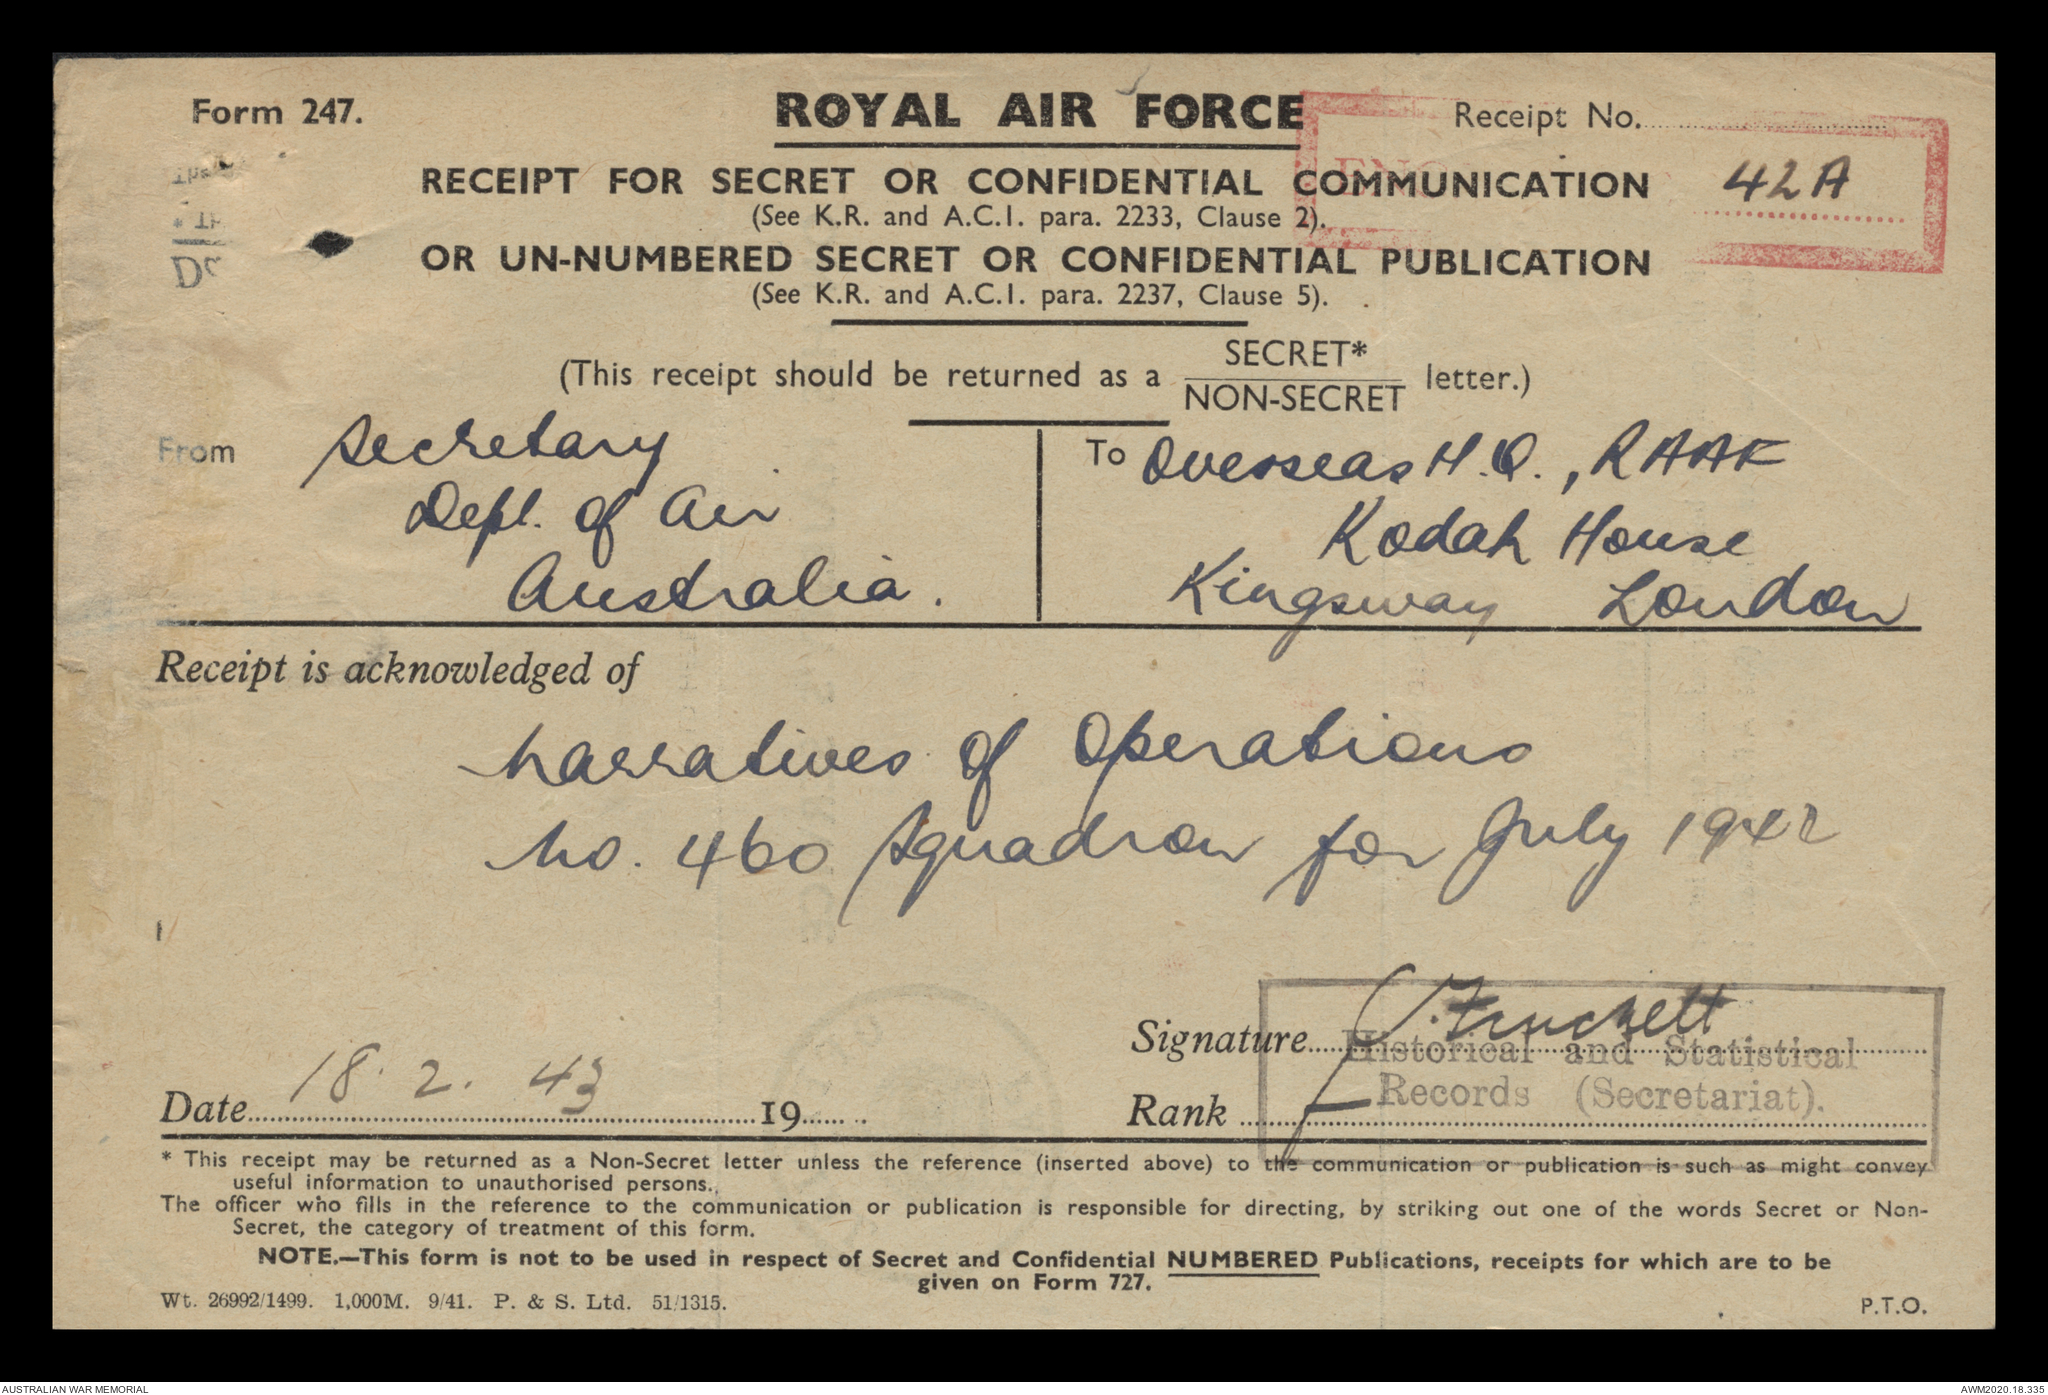 Form 247.
ROYAL AIR FORCE
Receipt No.
42A
RECEIPT FOR SECRET OR CONFIDENTIAL COMMUNICATION
(See K.R. and A.C.I. para. 2233, Clause 2).
OR UN-NUMBERED SECRET OR CONFIDENTIAL PUBLICATION
(See K.R. and A.C.I. para. 2237, Clause 5).
(This receipt should be returned as a SECRET* / NON-SECRET letter.)
From Secretary
Dept. of Air
Australia.
To Overseas H.Q., RAAF
Kodak House
Kingsway London
Receipt is acknowledged of
Narratives of Operations
No. 460 Squadron for July 1942
Signature
Historical and Statistical
Records (Secretariat).
Date 18. 2. 43 19
Rank
* This receipt may be returned as a Non-Secret letter unless the reference (inserted above) to the communication or publication is such as might convey
useful information to unauthorised persons.
The officer who fills in the reference to the communication or publication is responsible for directing, by striking out one of the words Secret or Non-
Secret, the category of treatment of this form.
NOTE.—This form is not to be used in respect of Secret and Confidential NUMBERED Publications, receipts for which are to be
given on Form 727.
Wt. 26992/1499. 1,000M. 9/41. P. & S. Ltd. 51/1315.
P.T.O.
AUSTRALIAN WAR MEMORIAL
AWM2020.18.335